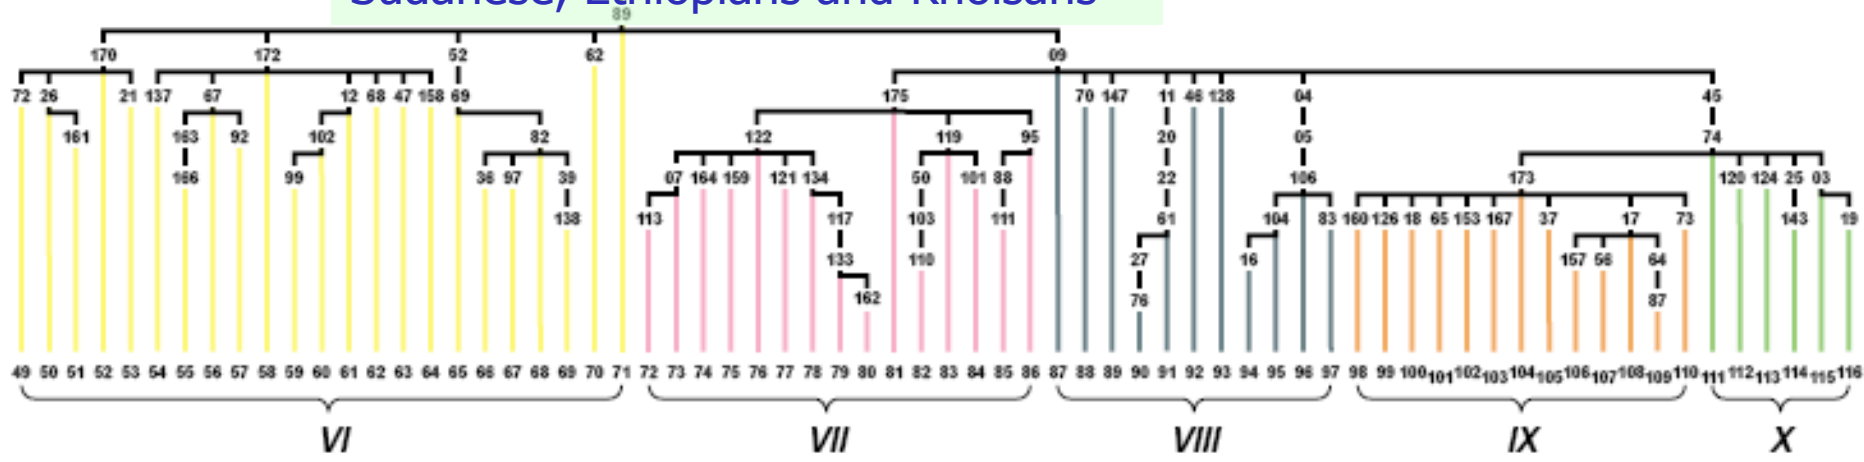 Sudanese, Ethiopians and Khoisans
89
170 172 52 62 09
72 26 21 137 67 12 68 47 158 69 175 70 147 11 46 128 04 45
161 163 92 102 82 122 119 95 20 05 74
166 99 36 97 39 07 164 159 121 134 50 101 88 22 106 173 120 124 25 03
138 113 117 103 111 61 104 83 160 126 18 65 153 167 37 17 73 143 19
133 110 27 16 157 56 64
162 76 87
49 50 51 52 53 54 55 56 57 58 59 60 61 62 63 64 65 66 67 68 69 70 71 72 73 74 75 76 77 78 79 80 81 82 83 84 85 86 87 88 89 90 91 92 93 94 95 96 97 98 99 100 101 102 103 104 105 106 107 108 109 110 111 112 113 114 115 116
VI VII VIII IX X